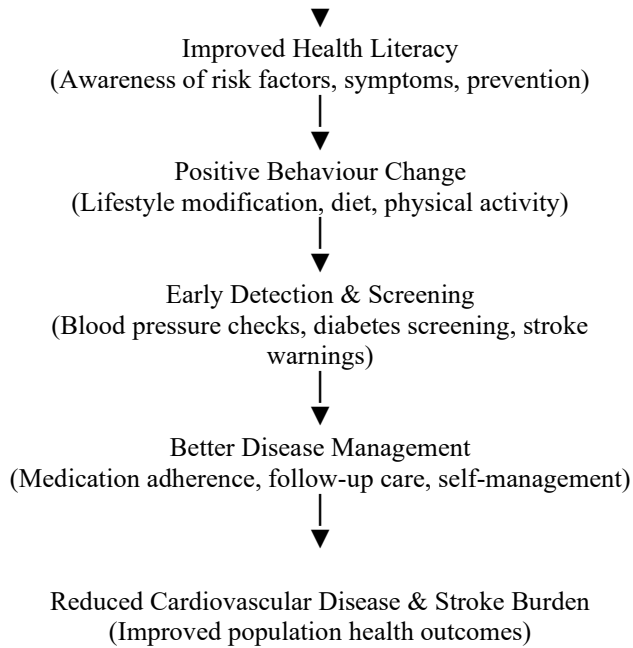 Improved Health Literacy
(Awareness of risk factors, symptoms, prevention)
Positive Behaviour Change
(Lifestyle modification, diet, physical activity)
Early Detection & Screening
(Blood pressure checks, diabetes screening, stroke
warnings)
Better Disease Management
(Medication adherence, follow-up care, self-management)
Reduced Cardiovascular Disease & Stroke Burden
(Improved population health outcomes)